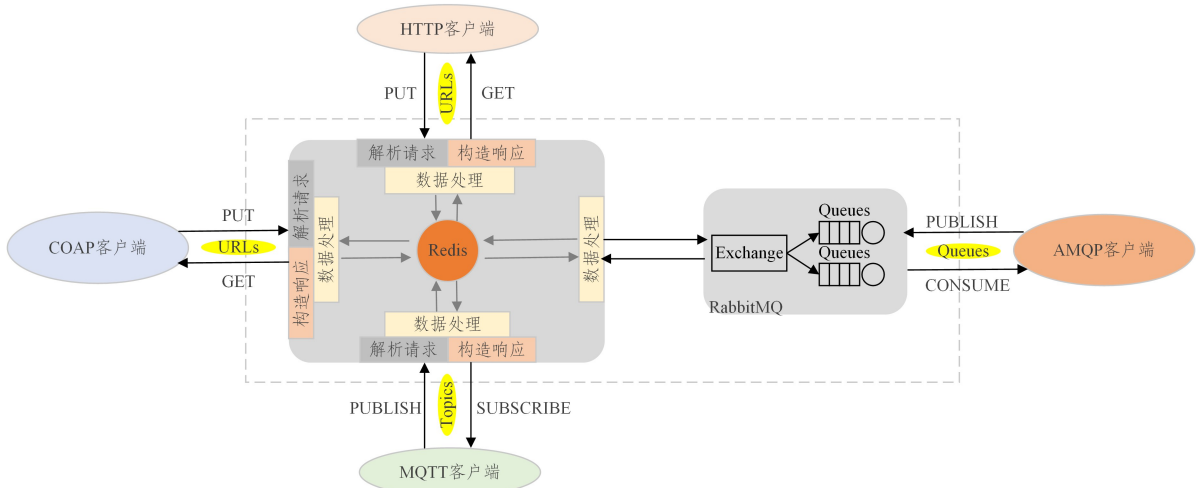 HTTP客户端
PUT
URLs
GET
解析请求
构造响应
数据处理
COAP客户端
PUT
URLs
GET
解析请求
构造响应
数据处理
Redis
数据处理
Exchange
Queues
Queues
RabbitMQ
PUBLISH
Queues
CONSUME
AMQP客户端
数据处理
解析请求
构造响应
PUBLISH
Topics
SUBSCRIBE
MQTT客户端